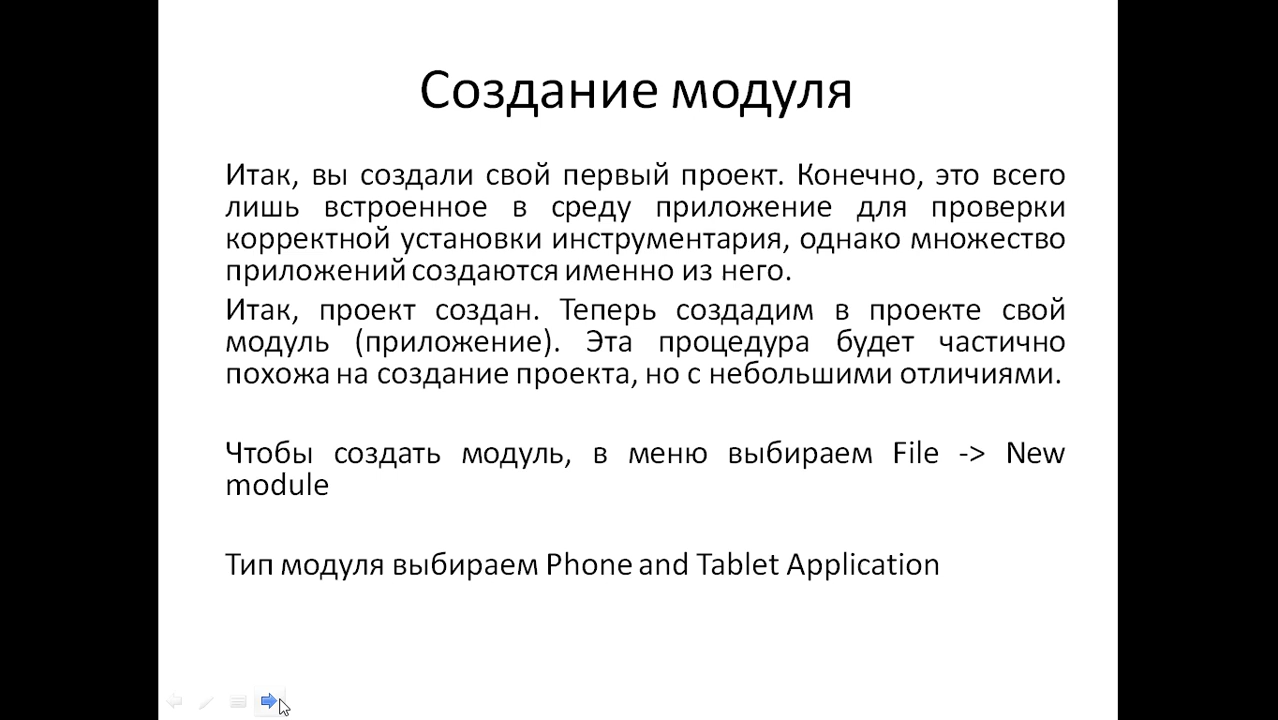 Создание модуля
Итак, вы создали свой первый проект. Конечно, это всего
лишь встроенное в среду приложение для проверки
корректной установки инструментария, однако множество
приложений создаются именно из него.
Итак, проект создан. Теперь создадим в проекте свой
модуль (приложение). Эта процедура будет частично
похожа на создание проекта, но с небольшими отличиями.
Чтобы создать модуль, в меню выбираем File -> New
module
Тип модуля выбираем Phone and Tablet Application